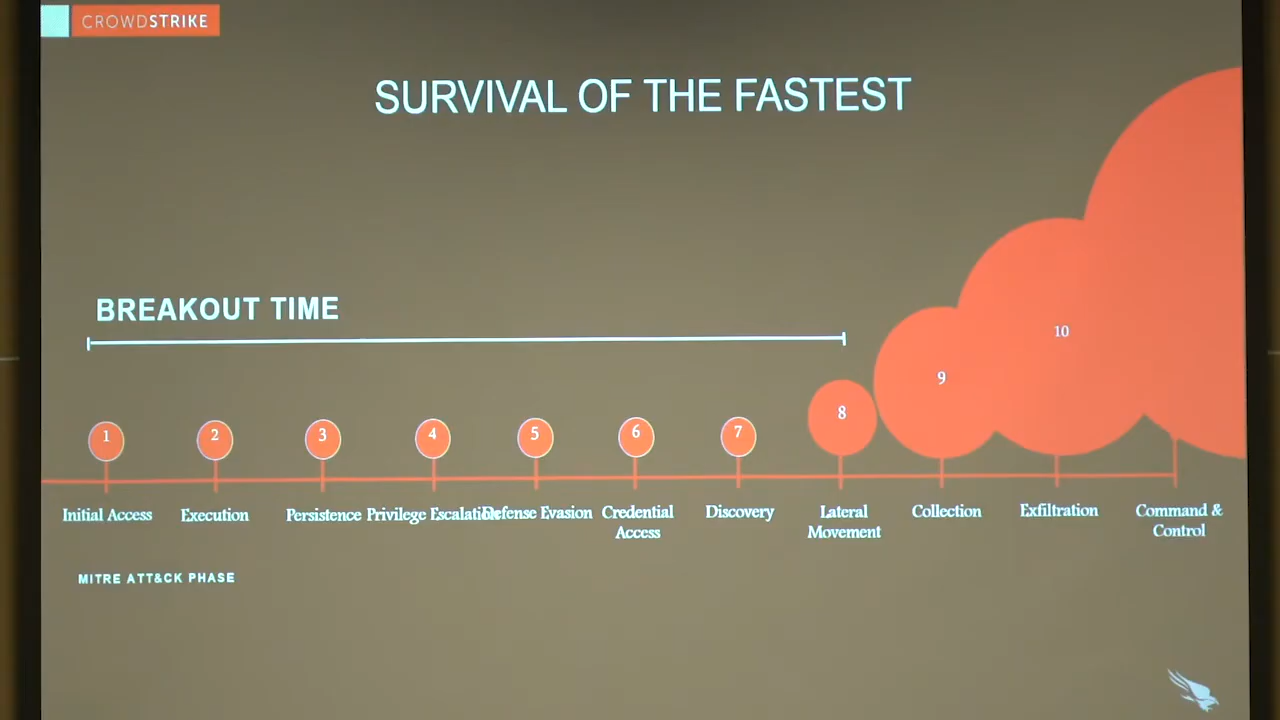 CROWDSTRIKE
SURVIVAL OF THE FASTEST
BREAKOUT TIME
1 2 3 4 5 6 7 8 9 10
Initial Access Execution Persistence Privilege Escalation Defense Evasion Credential Access Discovery Lateral Movement Collection Exfiltration Command & Control
MITRE ATT&CK PHASE